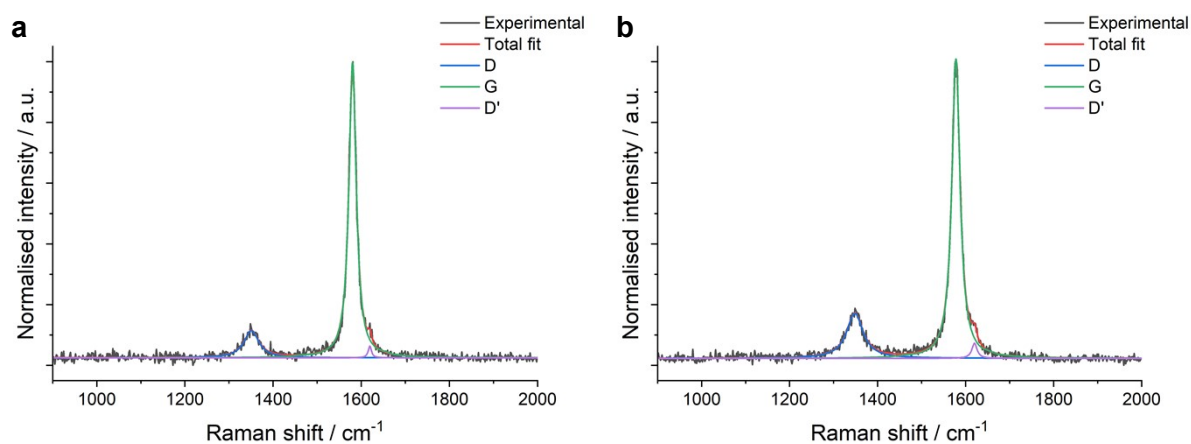 a
Experimental
Total fit
D
G
D'
Normalised intensity / a.u.
1000 1200 1400 1600 1800 2000
Raman shift / cm⁻¹
b
Experimental
Total fit
D
G
D'
Normalised intensity / a.u.
1000 1200 1400 1600 1800 2000
Raman shift / cm⁻¹